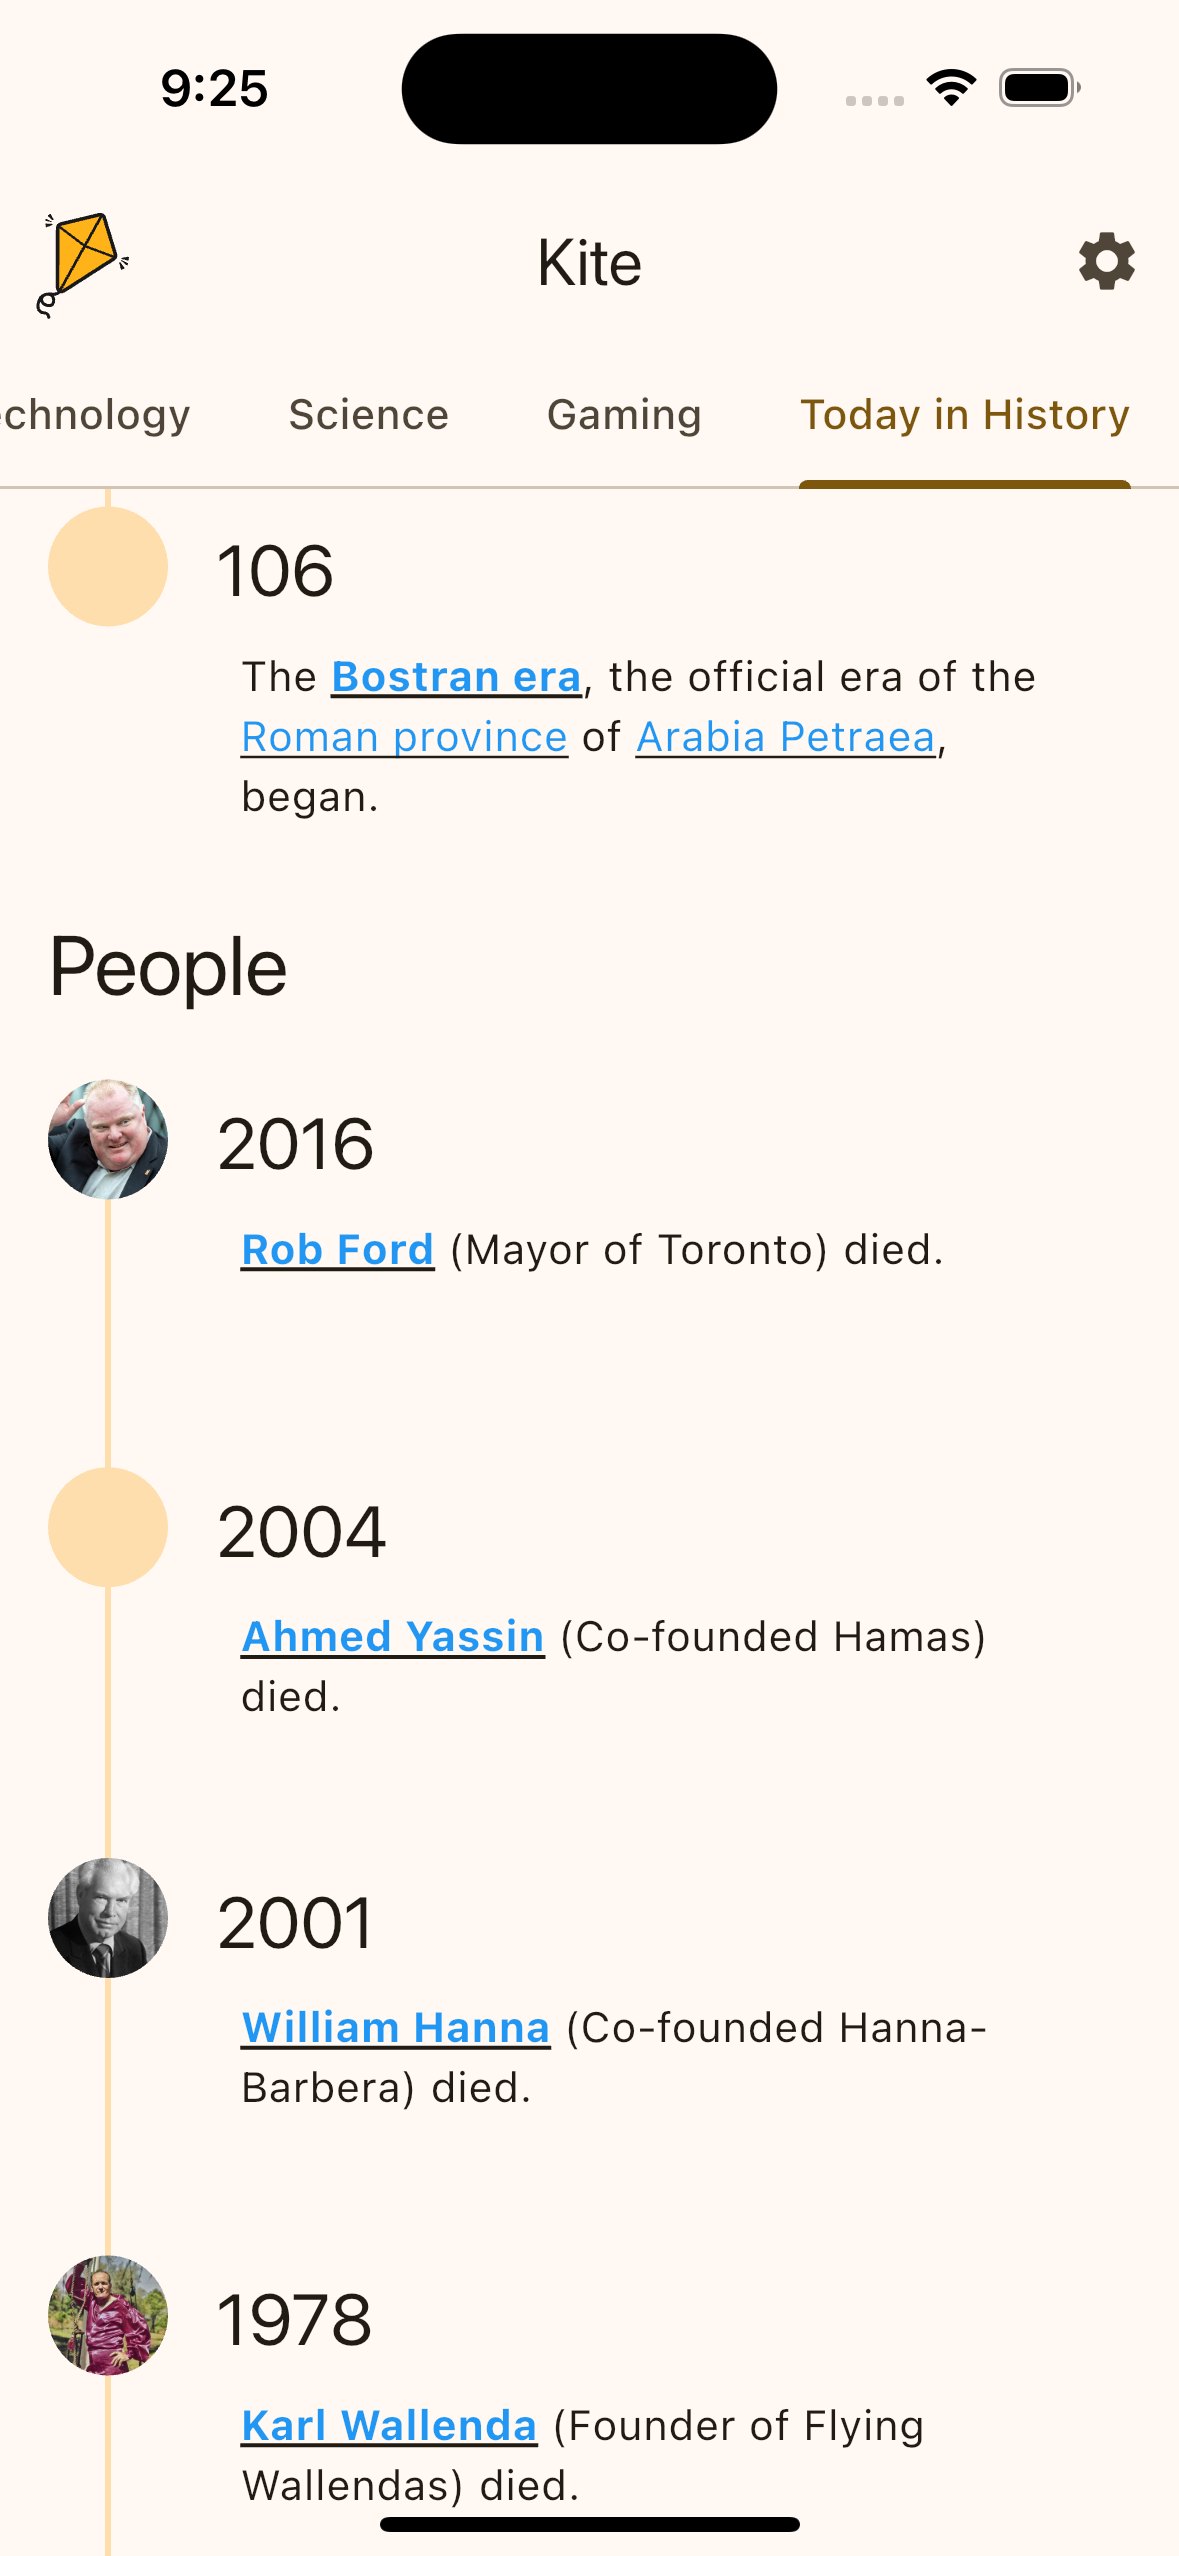 9:25
Kite
echnology Science Gaming Today in History
106
The Bostran era, the official era of the
Roman province of Arabia Petraea,
began.
People
2016
Rob Ford (Mayor of Toronto) died.
2004
Ahmed Yassin (Co-founded Hamas)
died.
2001
William Hanna (Co-founded Hanna-
Barbera) died.
1978
Karl Wallenda (Founder of Flying
Wallendas) died.